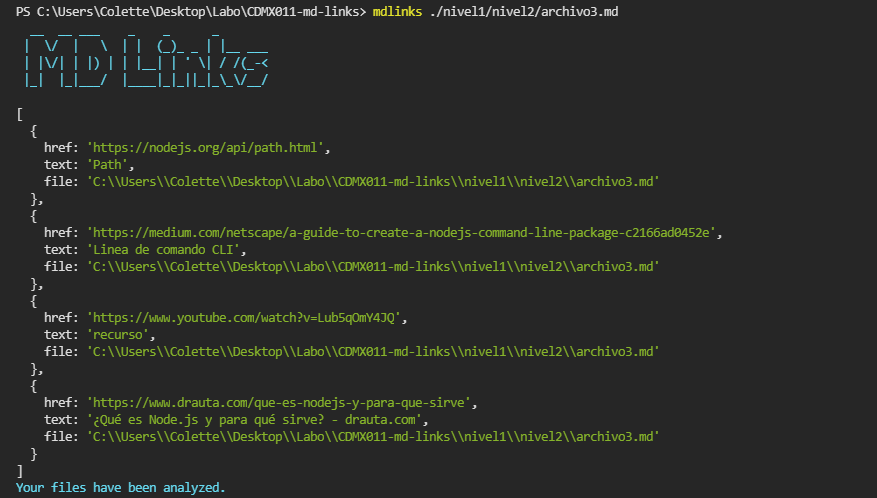 PS C:\Users\Colette\Desktop\Labo\CDMX011-md-links> mdlinks ./nivel1/nivel2/archivo3.md
MD Links
[
  {
    href: 'https://nodejs.org/api/path.html',
    text: 'Path',
    file: 'C:\\Users\\Colette\\Desktop\\Labo\\CDMX011-md-links\\nivel1\\nivel2\\archivo3.md'
  },
  {
    href: 'https://medium.com/netscape/a-guide-to-create-a-nodejs-command-line-package-c2166ad0452e',
    text: 'Linea de comando CLI',
    file: 'C:\\Users\\Colette\\Desktop\\Labo\\CDMX011-md-links\\nivel1\\nivel2\\archivo3.md'
  },
  {
    href: 'https://www.youtube.com/watch?v=Lub5qOmY4JQ',
    text: 'recurso',
    file: 'C:\\Users\\Colette\\Desktop\\Labo\\CDMX011-md-links\\nivel1\\nivel2\\archivo3.md'
  },
  {
    href: 'https://www.drauta.com/que-es-nodejs-y-para-que-sirve',
    text: '¿Qué es Node.js y para qué sirve? - drauta.com',
    file: 'C:\\Users\\Colette\\Desktop\\Labo\\CDMX011-md-links\\nivel1\\nivel2\\archivo3.md'
  }
]
Your files have been analyzed.